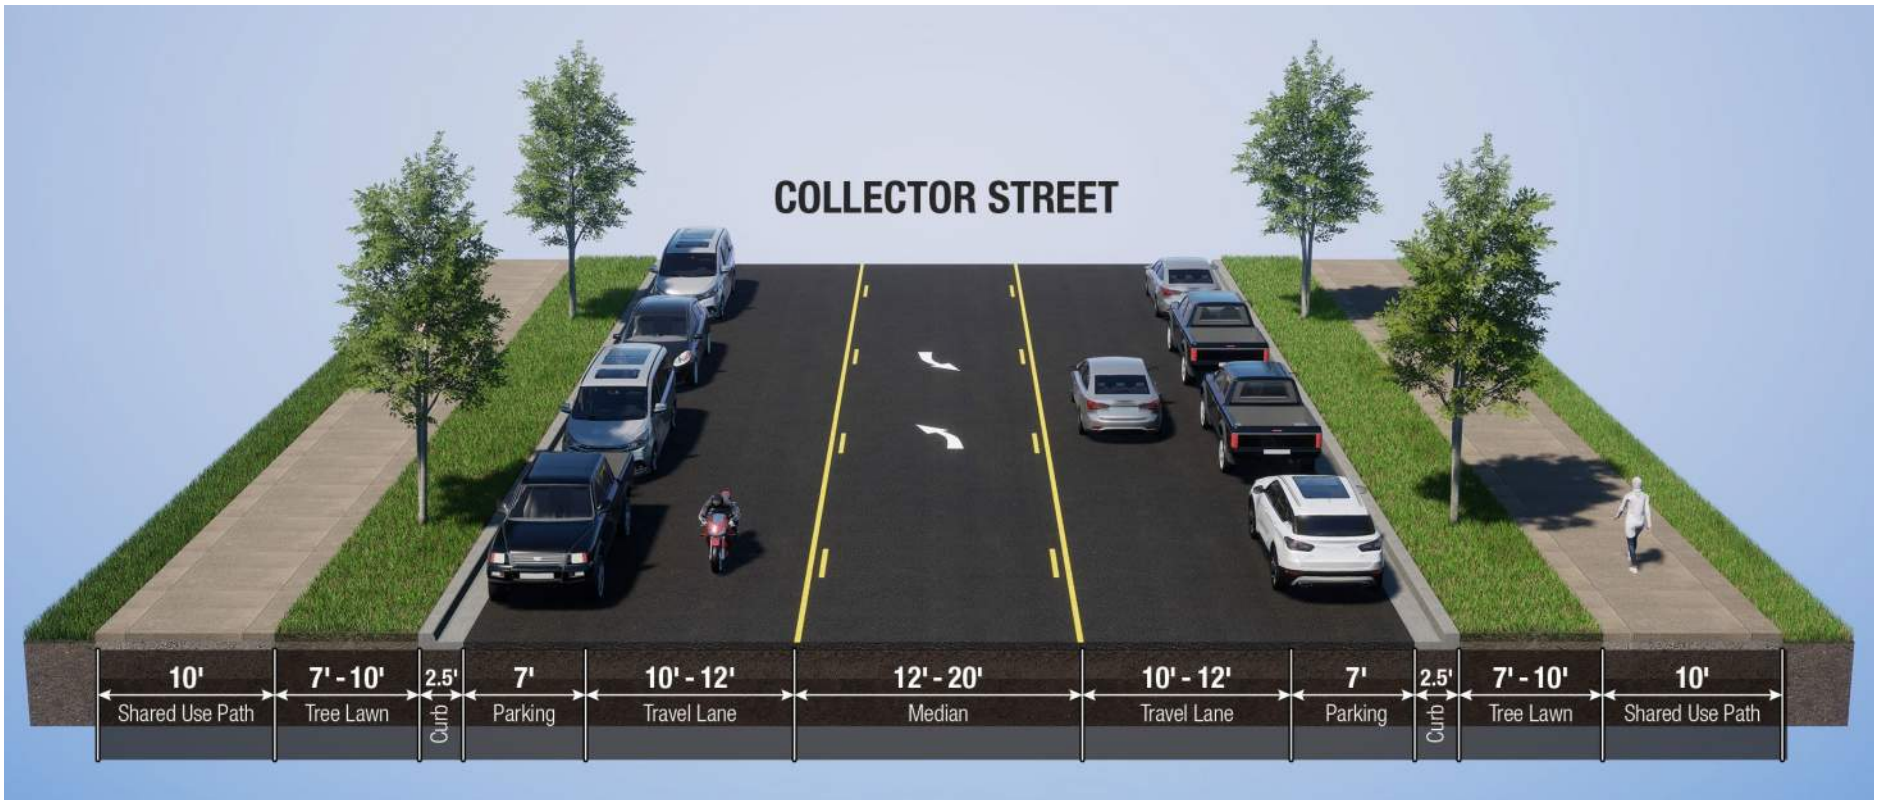 COLLECTOR STREET
10' 7' - 10' 2.5' 7' 10' - 12' 12' - 20' 10' - 12' 7' 2.5' 7' - 10' 10'
Shared Use Path Tree Lawn Curb Parking Travel Lane Median Travel Lane Parking Curb Tree Lawn Shared Use Path